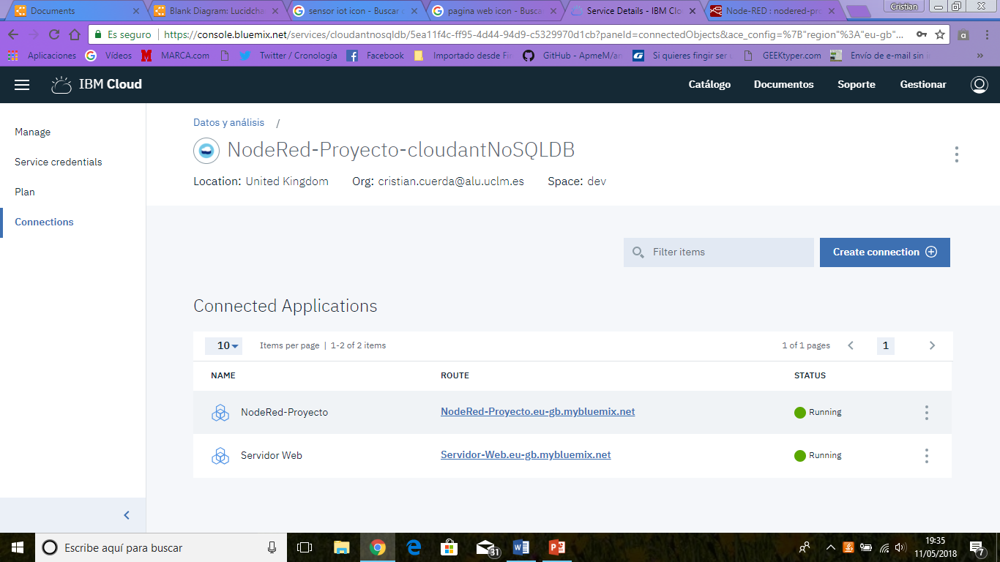 Documents
Blank Diagram: Lucidcha
sensor iot icon - Buscar
pagina web icon - Busca
Service Details - IBM Clo
Node-RED : nodered-pro
Cristian
Es seguro
https://console.bluemix.net/services/cloudantnosqldb/5ea11f4c-ff95-4d44-94d9-c5329970d1cb?paneId=connectedObjects&ace_config=%7B"region"%3A"eu-gb"...
Aplicaciones
Vídeos
MARCA.com
Twitter / Cronología
Facebook
Importado desde Fir
GitHub - ApmeM/an
Si quieres fingir ser
GEEKtyper.com
Envío de e-mail sin i
»
IBM Cloud
Catálogo
Documentos
Soporte
Gestionar
Manage
Service credentials
Plan
Connections
Datos y análisis /
NodeRed-Proyecto-cloudantNoSQLDB
Location: United Kingdom Org: cristian.cuerda@alu.uclm.es Space: dev
Filter items
Create connection
Connected Applications
10 Items per page | 1-2 of 2 items 1 of 1 pages 1
NAME ROUTE STATUS
NodeRed-Proyecto NodeRed-Proyecto.eu-gb.mybluemix.net Running
Servidor Web Servidor-Web.eu-gb.mybluemix.net Running
Escribe aquí para buscar
31
19:35
11/05/2018
7